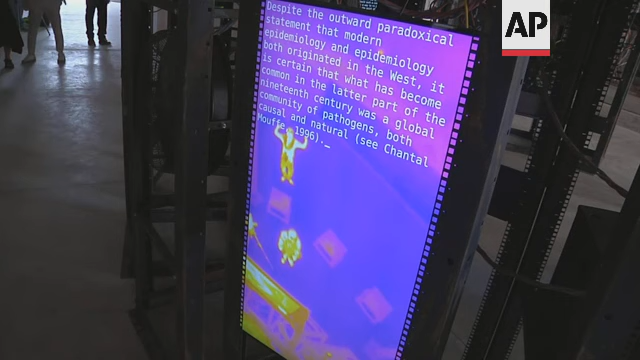 Despite the outward paradoxical
statement that modern
epidemiology and epidemiology
both originated in the West, it
is certain that what has become
common in the latter part of the
nineteenth century was a global
community of pathogens, both
causal and natural (see Chantal
Mouffe, 1996)._
AP